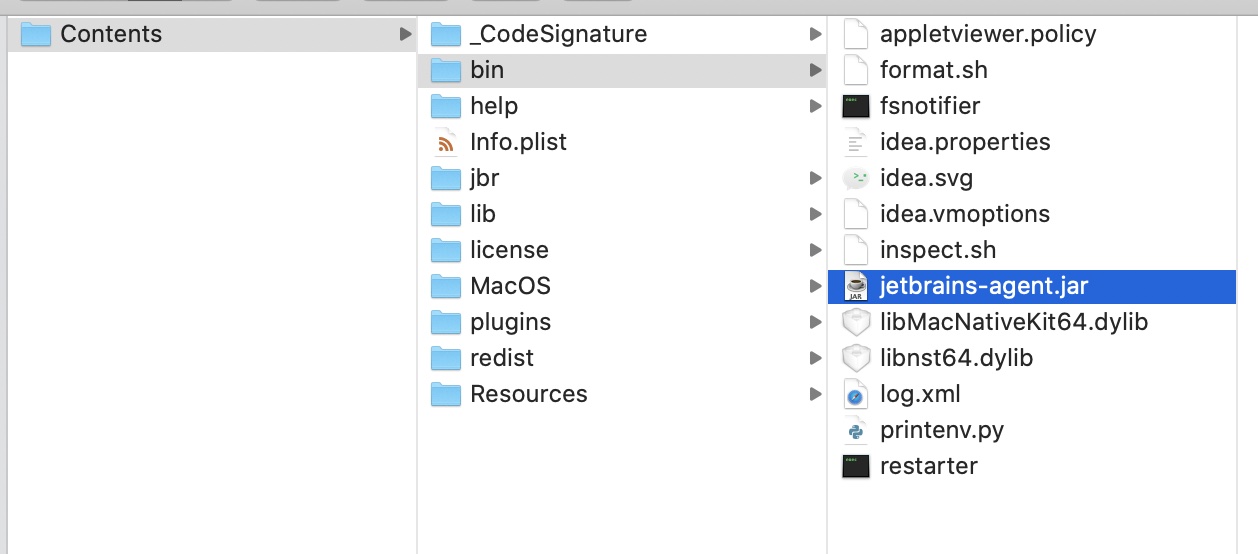 Contents
_CodeSignature
bin
help
Info.plist
jbr
lib
license
MacOS
plugins
redist
Resources
appletviewer.policy
format.sh
fsnotifier
idea.properties
idea.svg
idea.vmoptions
inspect.sh
jetbrains-agent.jar
libMacNativeKit64.dylib
libnst64.dylib
log.xml
printenv.py
restarter